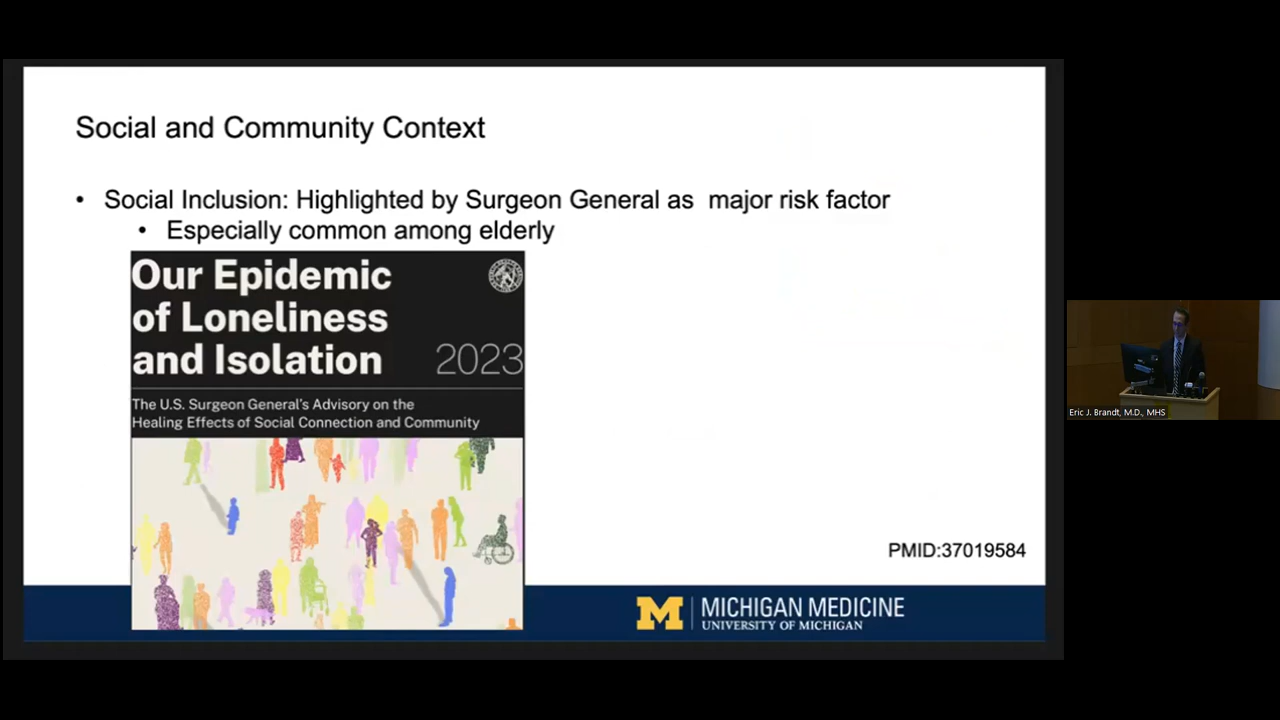 Social and Community Context
• Social Inclusion: Highlighted by Surgeon General as  major risk factor
• Especially common among elderly
Our Epidemic
of Loneliness
and Isolation 2023
The U.S. Surgeon General's Advisory on the
Healing Effects of Social Connection and Community
PMID:37019584
M MICHIGAN MEDICINE
UNIVERSITY OF MICHIGAN
Eric J. Brandt, M.D., MHS